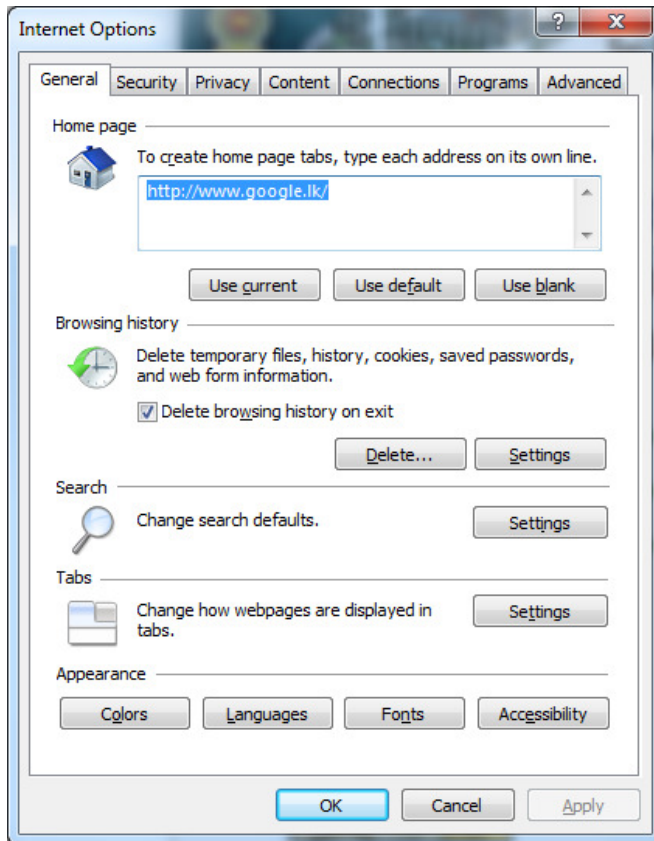 Internet Options
General Security Privacy Content Connections Programs Advanced
Home page
To create home page tabs, type each address on its own line.
http://www.google.lk/
Use current Use default Use blank
Browsing history
Delete temporary files, history, cookies, saved passwords,
and web form information.
Delete browsing history on exit
Delete... Settings
Search
Change search defaults. Settings
Tabs
Change how webpages are displayed in Settings
tabs.
Appearance
Colors Languages Fonts Accessibility
OK Cancel Apply